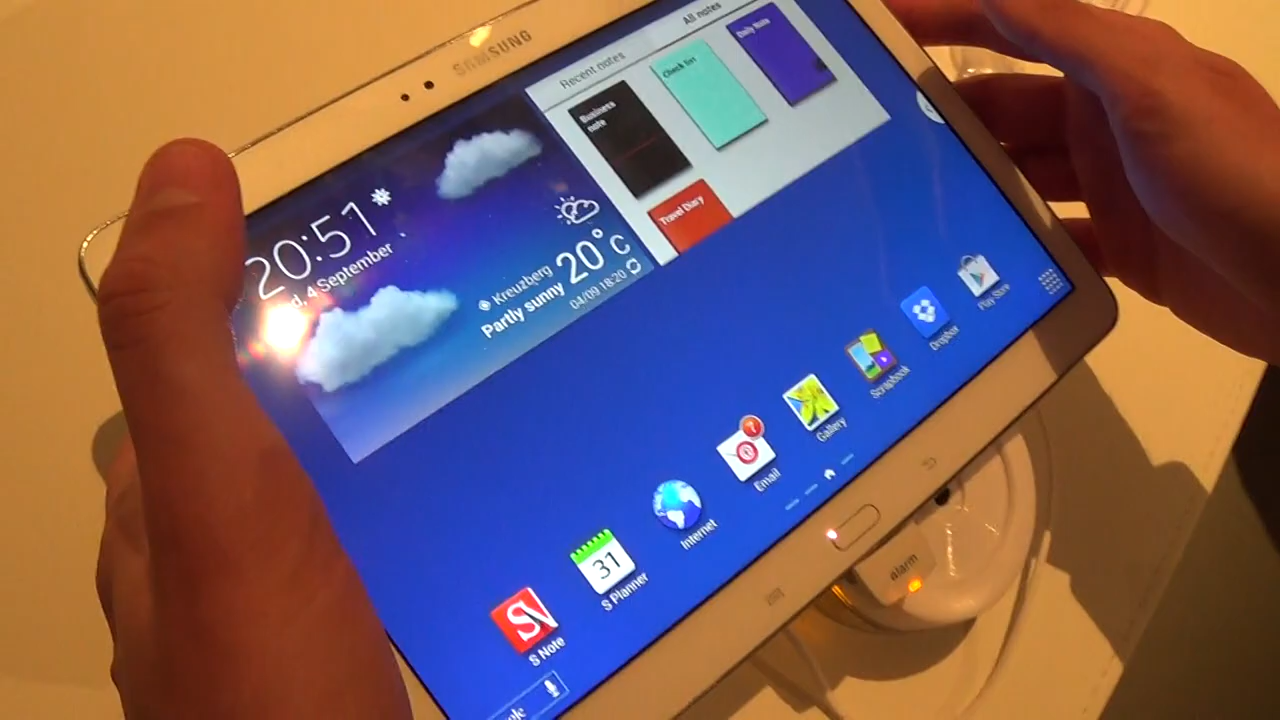 SAMSUNG
Recent notes
All notes
Business
note
Check list
Daily Note
Travel Diary
20:51
d, 4 September
Kreuzberg
Partly sunny
20°C
04/09 18:20
S Note
31
S Planner
Internet
Email
Gallery
Scrapbook
Dropbox
Play Store
alarm